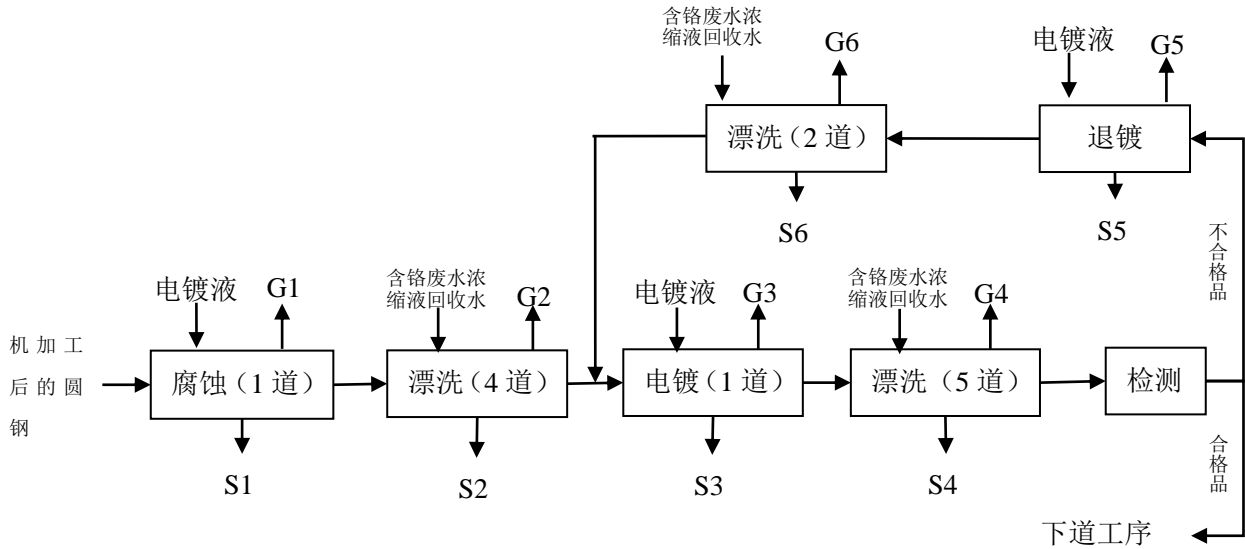 含铬废水浓
缩液回收水
G6
电镀液
G5
漂洗（2 道）
退镀
S6
S5
不合格品
电镀液
G1
含铬废水浓
缩液回收水
G2
电镀液
G3
含铬废水浓
缩液回收水
G4
机加工
后的圆
钢
腐蚀（1 道）
漂洗（4 道）
电镀（1 道）
漂洗（5 道）
检测
S1
S2
S3
S4
合格品
下道工序